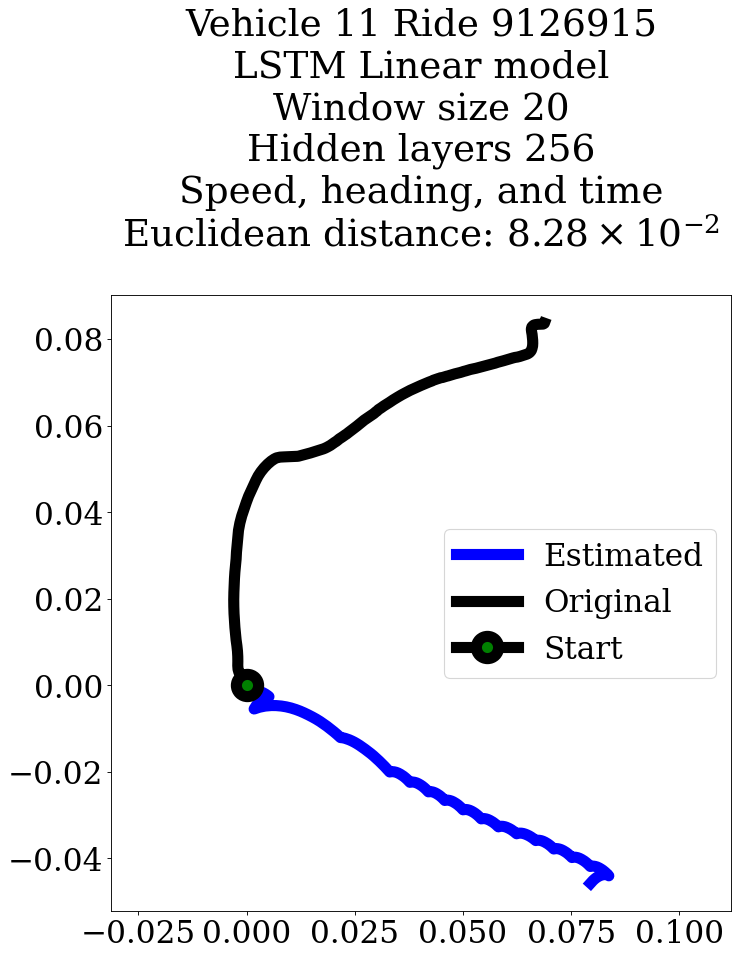 Vehicle 11 Ride 9126915
LSTM Linear model
Window size 20
Hidden layers 256
Speed, heading, and time
Euclidean distance: 8.28 × 10⁻²
0.08
0.06
0.04
0.02
0.00
−0.02
−0.04
Estimated
Original
Start
−0.025 0.000 0.025 0.050 0.075 0.100